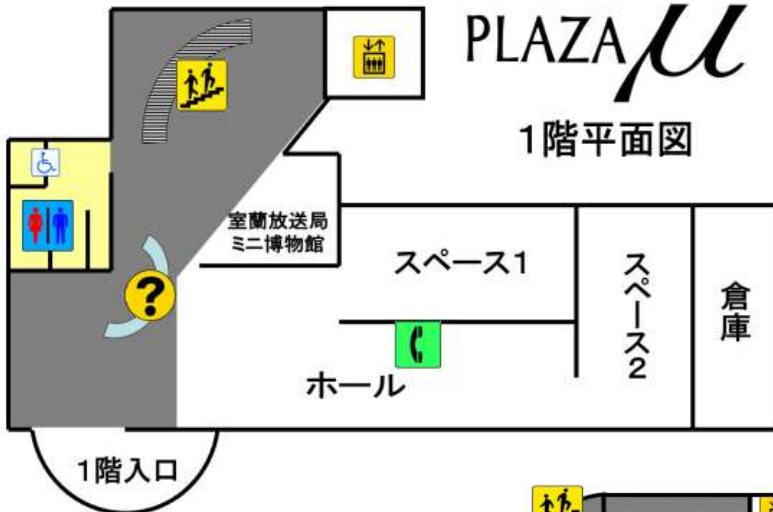 PLAZA μ
1階平面図
室蘭放送局
ミニ博物館
スペース1
スペース2
倉庫
?
ホール
1階入口